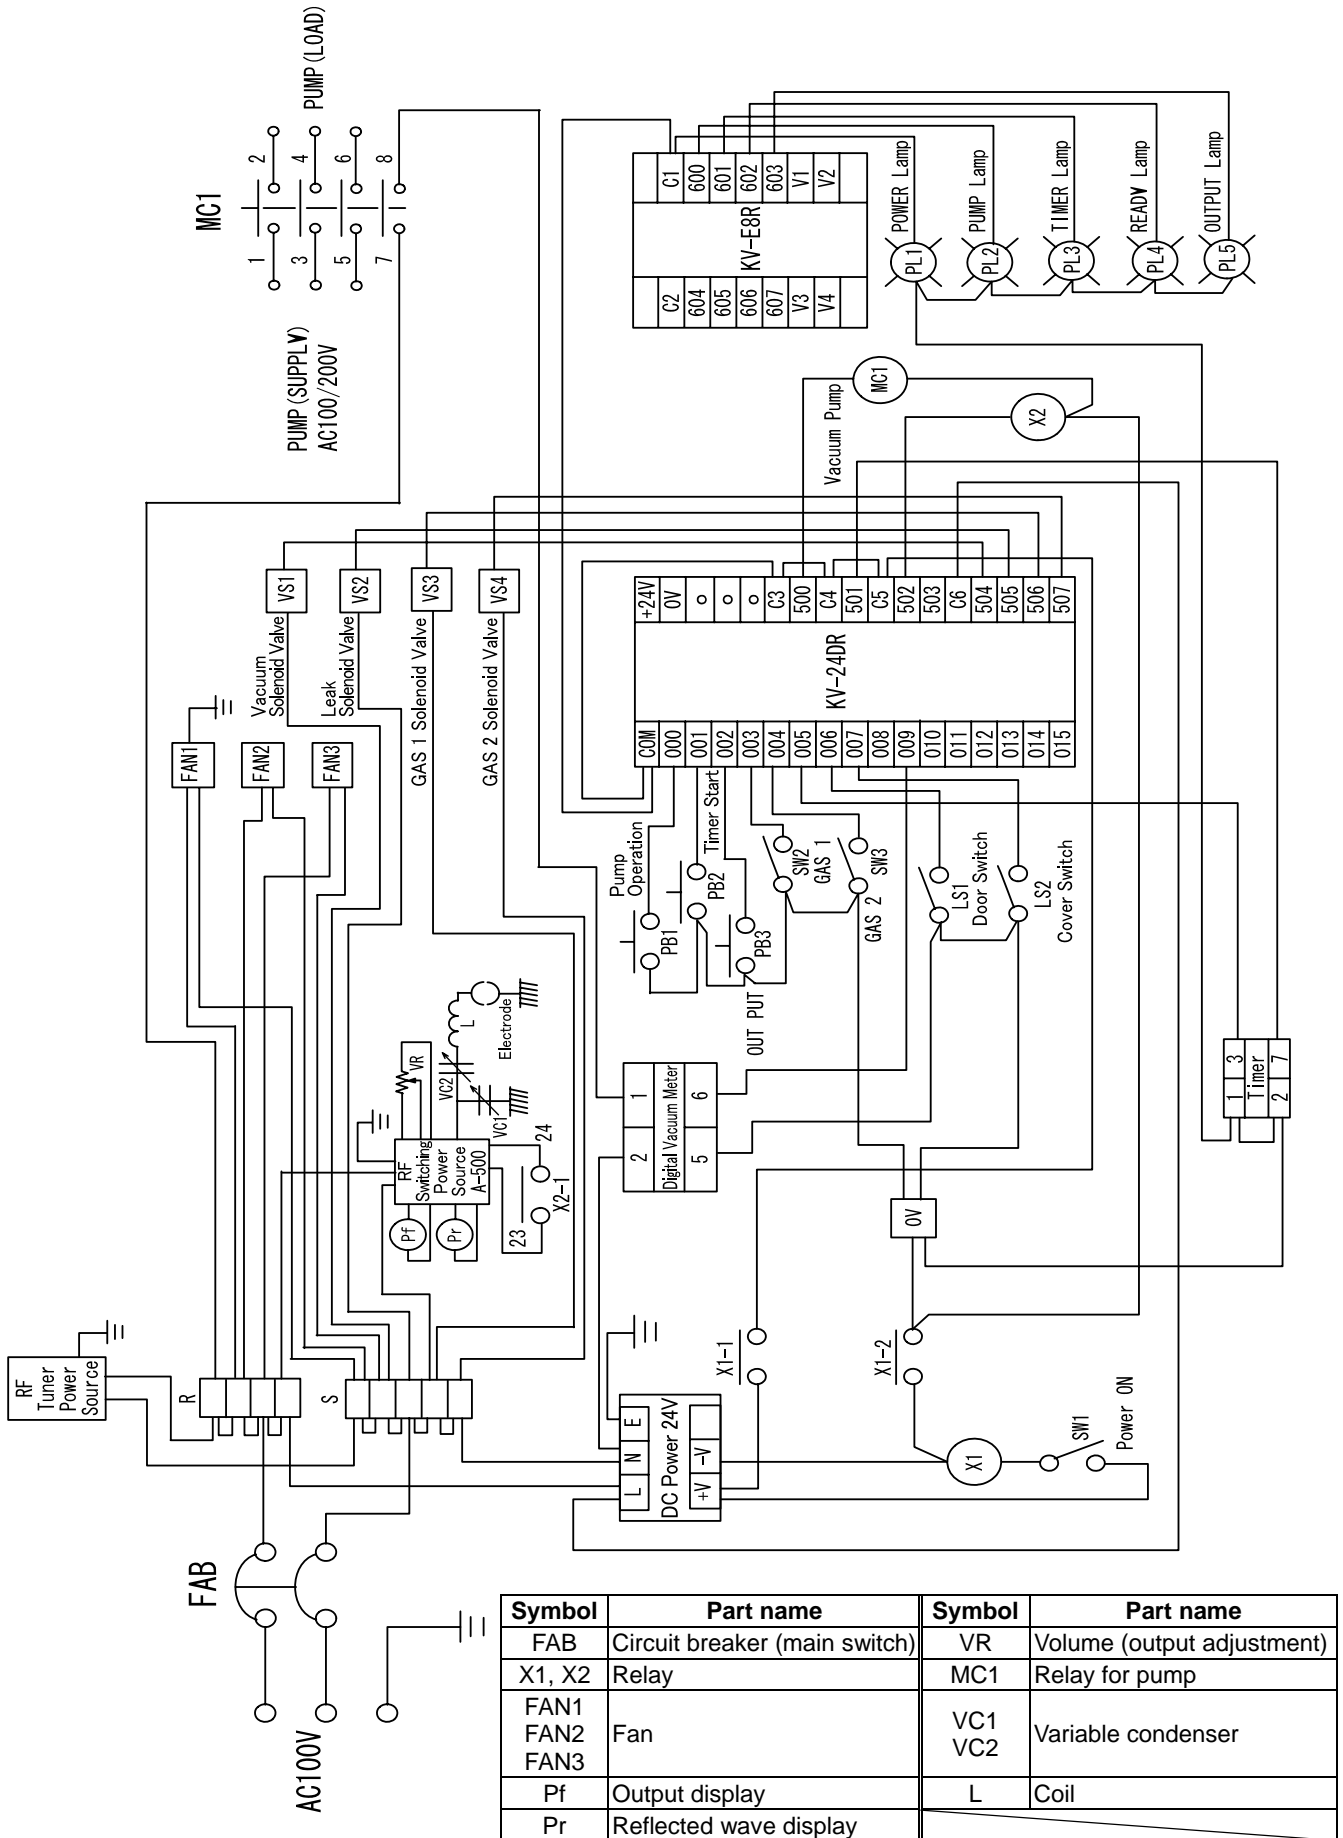 MC1
1 2
3 4
5 6
7 8
PUMP(LOAD)
PUMP(SUPPLY)
AC100/200V
C1
600
601
602
603
V1
V2
KV-E8R
C2
604
605
606
607
V3
V4
POWER Lamp
PL1
PUMP Lamp
PL2
TIMER Lamp
PL3
READY Lamp
PL4
OUTPUT Lamp
PL5
Vacuum Pump
MC1
X2
VS1
VS2
VS3
VS4
Vacuum
Solenoid Valve
Leak
Solenoid Valve
GAS 1 Solenoid Valve
GAS 2 Solenoid Valve
FAN1
FAN2
FAN3
+24V
0V
C3
500
C4
501
C5
502
503
C6
504
505
506
507
KV-24DR
COM
000
001
002
003
004
005
006
007
008
009
010
011
012
013
014
015
Pump
Operation
PB1
Timer Start
PB2
PB3
OUT PUT
SW2
GAS 1
SW3
GAS 2
LS1
Door Switch
LS2
Cover Switch
VR
VC2
VC1
L
Electrode
RF
Switching
Power
Source
A-500
Pf
Pr
23
24
X2-1
2 1
Digital Vacuum Meter
5 6
1 3
Timer
2 7
0V
RF
Tuner
Power
Source
R
S
L N E
DC Power 24V
+V -V
X1-1
X1-2
X1
SW1
Power ON
FAB
AC100V
Symbol Part name Symbol Part name
FAB Circuit breaker (main switch) VR Volume (output adjustment)
X1, X2 Relay MC1 Relay for pump
FAN1
FAN2
FAN3
Fan
VC1
VC2
Variable condenser
Pf Output display L Coil
Pr Reflected wave display